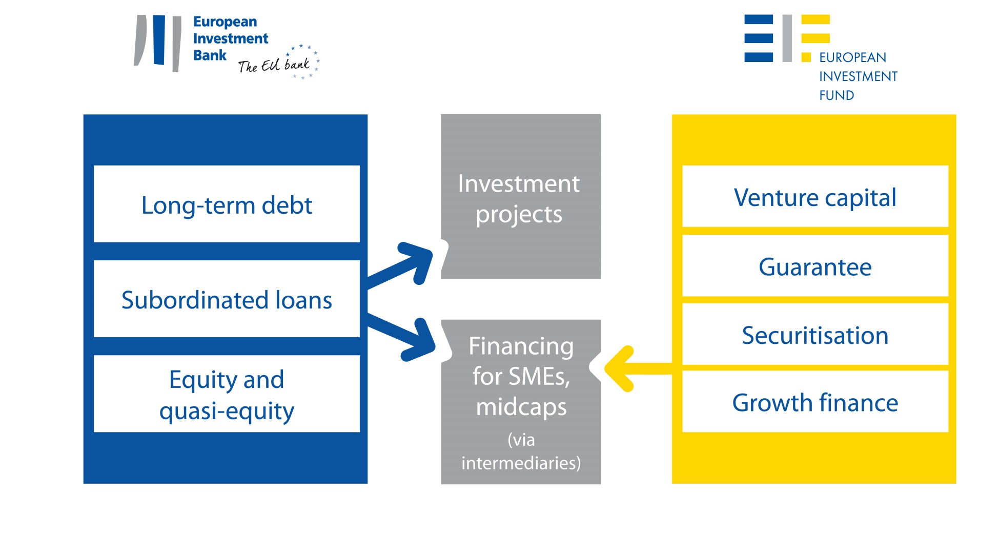 European
Investment
Bank
The EU bank
EUROPEAN
INVESTMENT
FUND
Long-term debt
Subordinated loans
Equity and
quasi-equity
Investment
projects
Financing
for SMEs,
midcaps
(via
intermediaries)
Venture capital
Guarantee
Securitisation
Growth finance